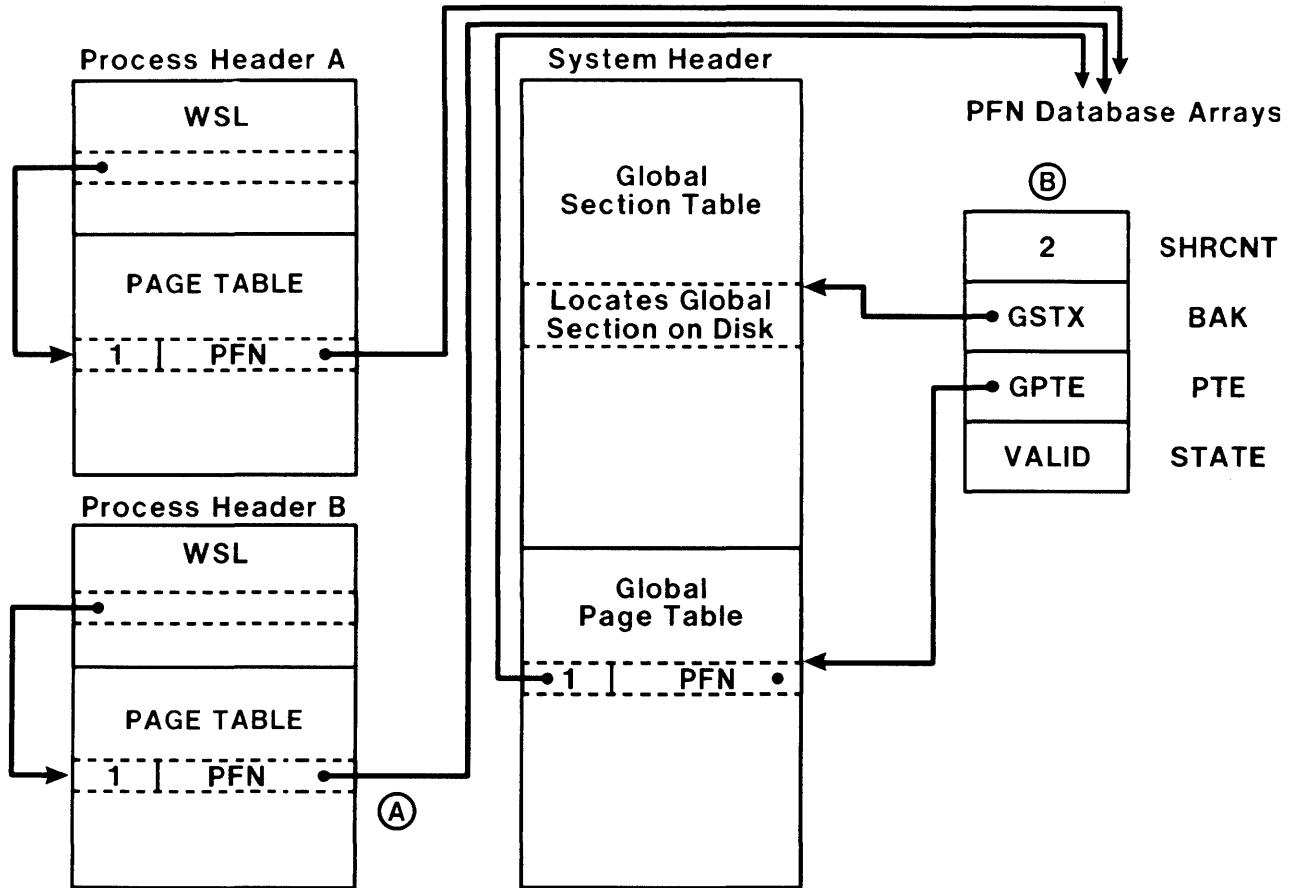 Process Header A
WSL
PAGE TABLE
1 PFN
Process Header B
WSL
PAGE TABLE
1 PFN
A
System Header
Global
Section Table
Locates Global
Section on Disk
Global
Page Table
1 PFN
PFN Database Arrays
B
2 SHRCNT
GSTX BAK
GPTE PTE
VALID STATE